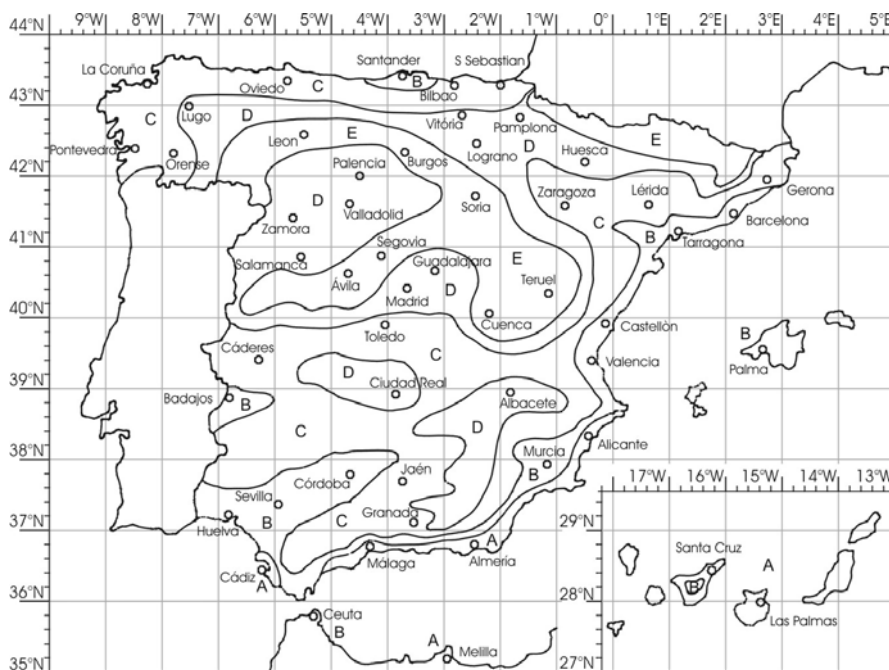 9°W 8°W 7°W 6°W 5°W 4°W 3°W 2°W 1°W 0° 1°E 2°E 3°E 4°E 5°E
44°N
La Coruña Santander S Sebastian
Oviedo C B Bilbao
43°N
C Lugo D Vitória Pamplona
Leon E Lograno D Huesca E
Pontevedra Orense Palencia Burgos
42°N
D Valladolid Soria Zaragoza Lérida Gerona
Zamora C Barcelona
41°N
Salamanca Segovia Guadalajara E B Tarragona
Ávila Madrid D Teruel
40°N
Toledo Cuenca Castellòn B
Cáderes C Valencia Palma
39°N
Badajos B D Ciudad Real Albacete
38°N
C D Murcia Alicante
Córdoba Jaén B
17°W 16°W 15°W 14°W 13°W
Sevilla
37°N
Huelva B C Granada 29°N
Cádiz A Málaga A Almería Santa Cruz A
36°N 28°N
B Las Palmas
Ceuta
B A Melilla
35°N 27°N